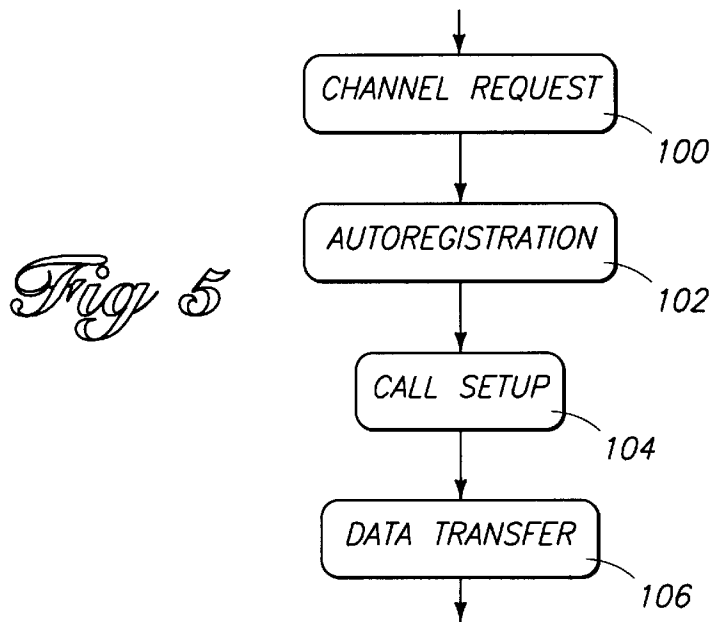 CHANNEL REQUEST
100
AUTOREGISTRATION
102
Fig 5
CALL SETUP
104
DATA TRANSFER
106